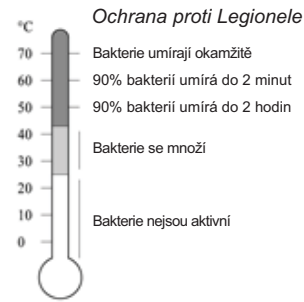 Ochrana proti Legionele
°C
70 Bakterie umírají okamžitě
60 90% bakterií umírá do 2 minut
50 90% bakterií umírá do 2 hodin
40
30 Bakterie se množí
20
10 Bakterie nejsou aktivní
0